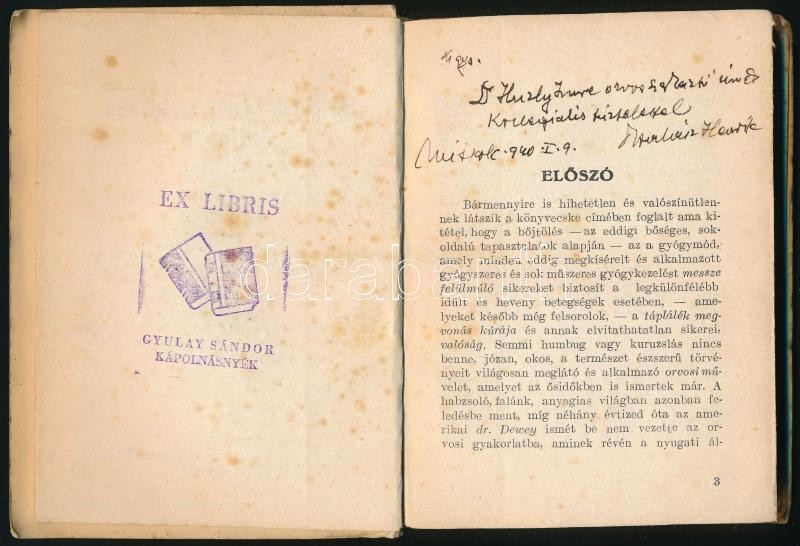 EX LIBRIS
GYULAY SÁNDOR
KÁPOLNÁSNYÉK
Dr Huzly Imre orvos
Kollegiális tisztelettel
Miskolc. 940. I. 9.
ELŐSZÓ
Bármennyire is hihetetlen és valószínütlen-
nek látszik a könyvecske címében foglalt ama ki-
tétel, hogy a böjtölés — az eddigi bőséges, sok-
oldalú tapasztalatok alapján — az a gyógymód,
amely minden eddig megkísérelt és alkalmazott
gyógyszeres és sok műszeres gyógykezelést messze
felülmúló sikereket biztosít a legkülönfélébb
idült és heveny betegségek esetében, — ame-
lyeket később még felsorolok, — a táplálék meg-
vonás kúrája és annak elvitathatatlan sikerei,
valóság. Semmi humbug vagy kuruzslás nincs
benne, józan, okos, a természet észszerű törvé-
nyeit világosan meglátó és alkalmazó orvosi mű-
velet, amelyet az ősidőkben is ismertek már. A
habzsoló, falánk, anyagias világban azonban fe-
ledésbe ment, míg néhány évtized óta az ame-
rikai dr. Dewey ismét be nem vezette az or-
vosi gyakorlatba, aminek révén a nyugati ál-
3
darabanth